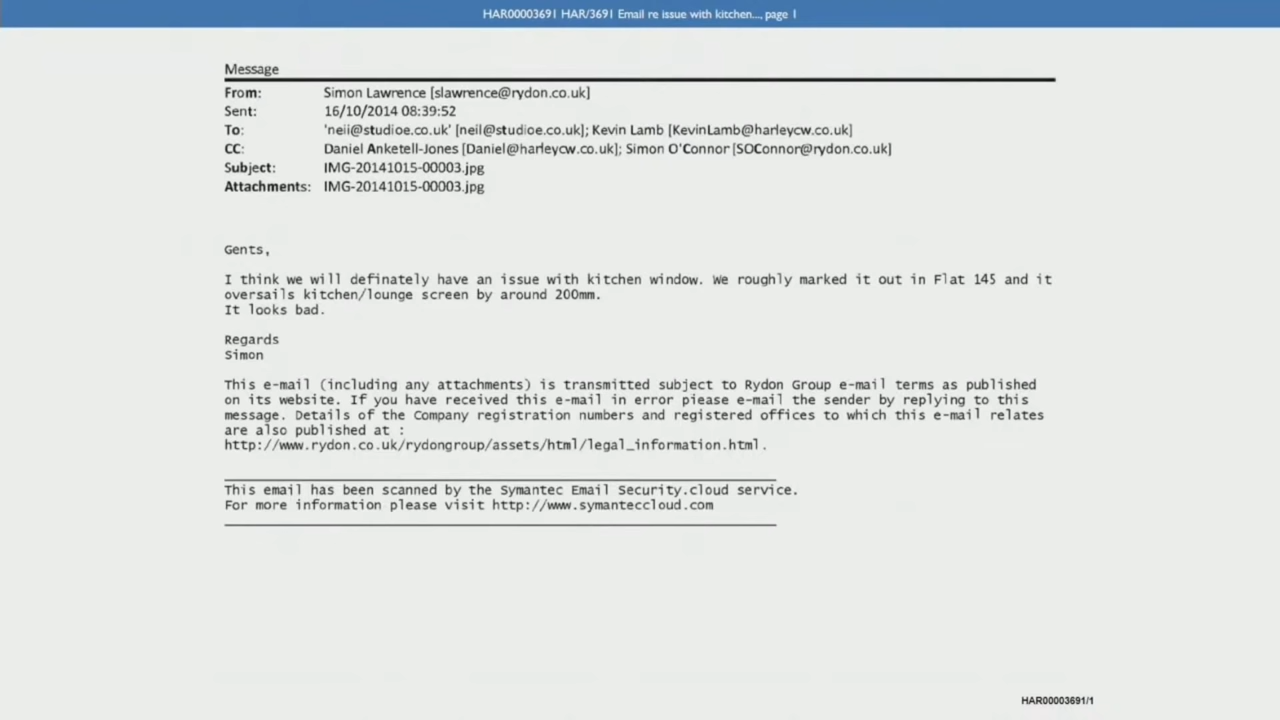 HAR00003691 HAR/3691 Email re issue with kitchen..., page 1
Message
From: Simon Lawrence [slawrence@rydon.co.uk]
Sent: 16/10/2014 08:39:52
To: 'neii@studioe.co.uk' [neil@studioe.co.uk]; Kevin Lamb [KevinLamb@harleycw.co.uk]
CC: Daniel Anketell-Jones [Daniel@harleycw.co.uk]; Simon O'Connor [SOConnor@rydon.co.uk]
Subject: IMG-20141015-00003.jpg
Attachments: IMG-20141015-00003.jpg
Gents,
I think we will definately have an issue with kitchen window. We roughly marked it out in Flat 145 and it
oversails kitchen/lounge screen by around 200mm.
It looks bad.
Regards
Simon
This e-mail (including any attachments) is transmitted subject to Rydon Group e-mail terms as published
on its website. If you have received this e-mail in error please e-mail the sender by replying to this
message. Details of the Company registration numbers and registered offices to which this e-mail relates
are also published at :
http://www.rydon.co.uk/rydongroup/assets/html/legal_information.html.
This email has been scanned by the Symantec Email Security.cloud service.
For more information please visit http://www.symanteccloud.com
HAR00003691/1